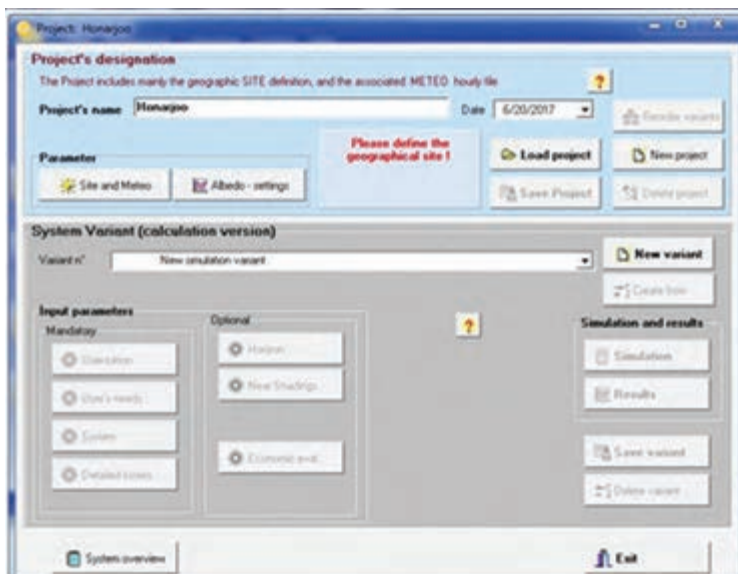 Project: Honarjoo
Project's designation
The Project includes mainly the geographic SITE definition, and the associated METEO hourly file
?
Project's name Honarjoo
Date 6/20/2017
Please define the
geographical site !
Parameter
Site and Meteo
Albedo - settings
Load project
New project
Save Project
Delete project
System Variant (calculation version)
Variant n°
New simulation variant
New variant
Create from
Input parameters
Mandatory
Optional
?
Simulation and results
Orientation
Horizon
Simulation
User's needs
Near Shadings
Results
System
Economic eval.
Save variant
Detailed losses
Delete variant
System overview
Exit